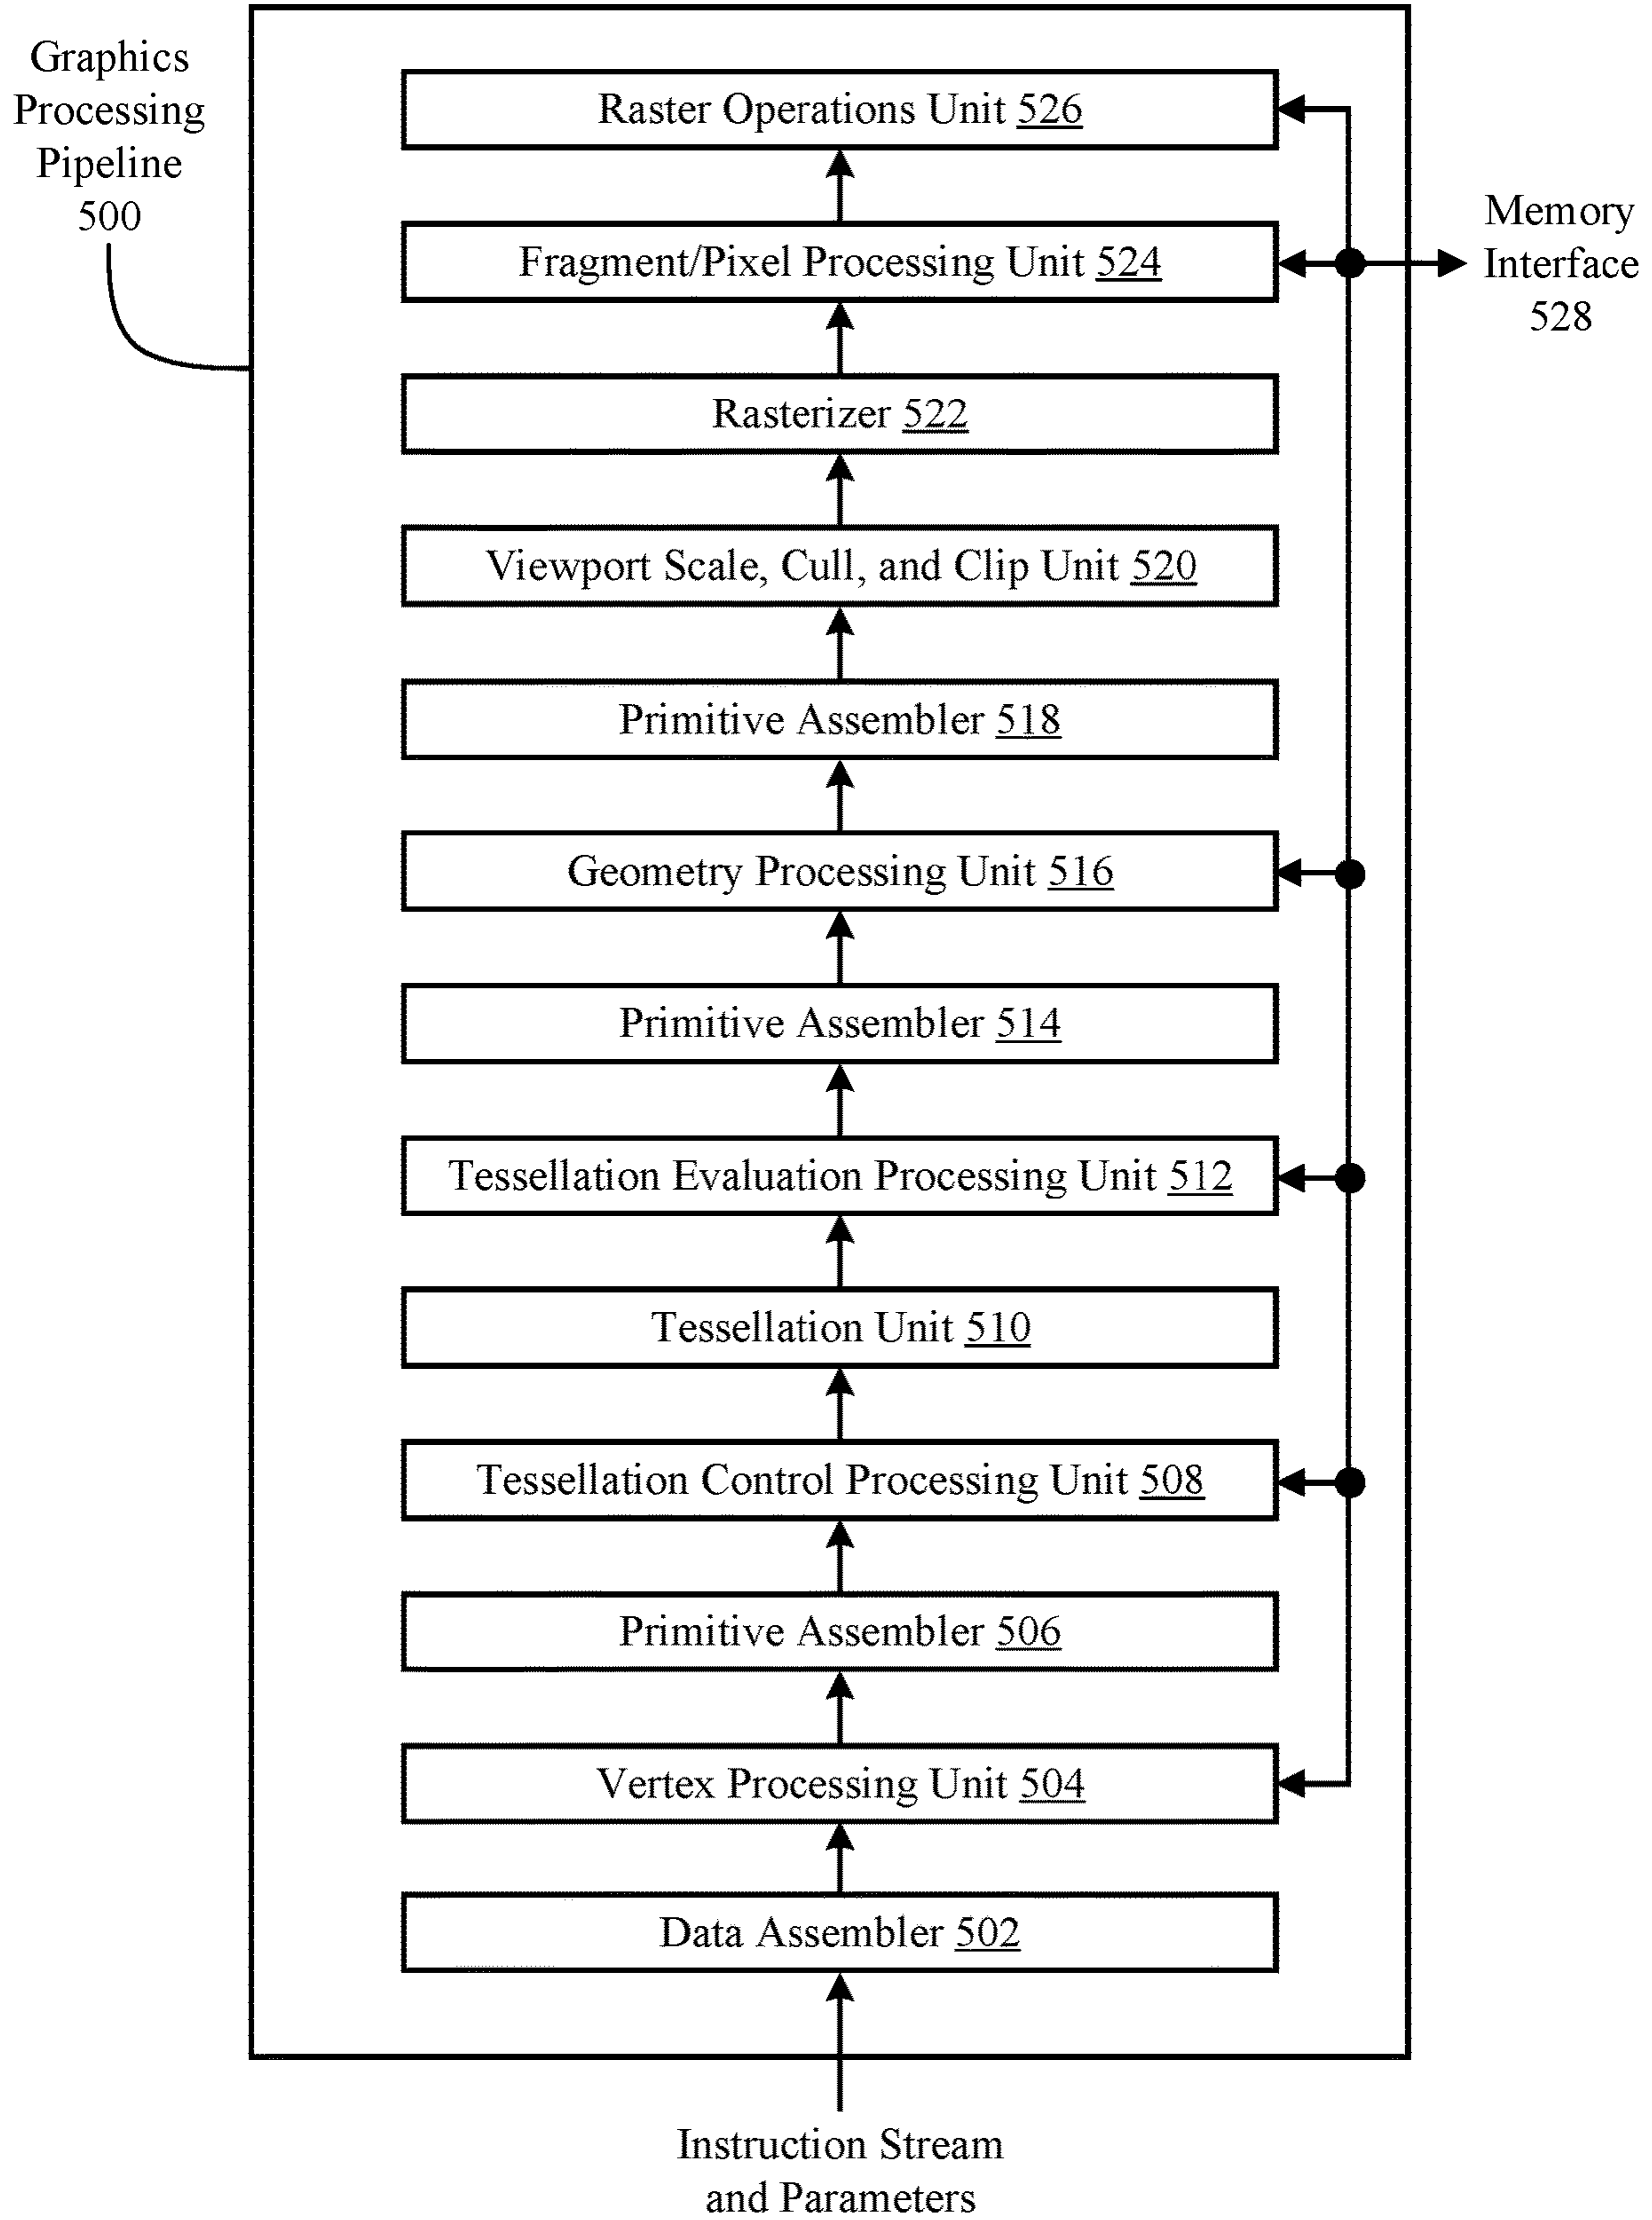 Graphics
Processing
Pipeline
500
Raster Operations Unit 526
Fragment/Pixel Processing Unit 524
Memory
Interface
528
Rasterizer 522
Viewport Scale, Cull, and Clip Unit 520
Primitive Assembler 518
Geometry Processing Unit 516
Primitive Assembler 514
Tessellation Evaluation Processing Unit 512
Tessellation Unit 510
Tessellation Control Processing Unit 508
Primitive Assembler 506
Vertex Processing Unit 504
Data Assembler 502
Instruction Stream
and Parameters